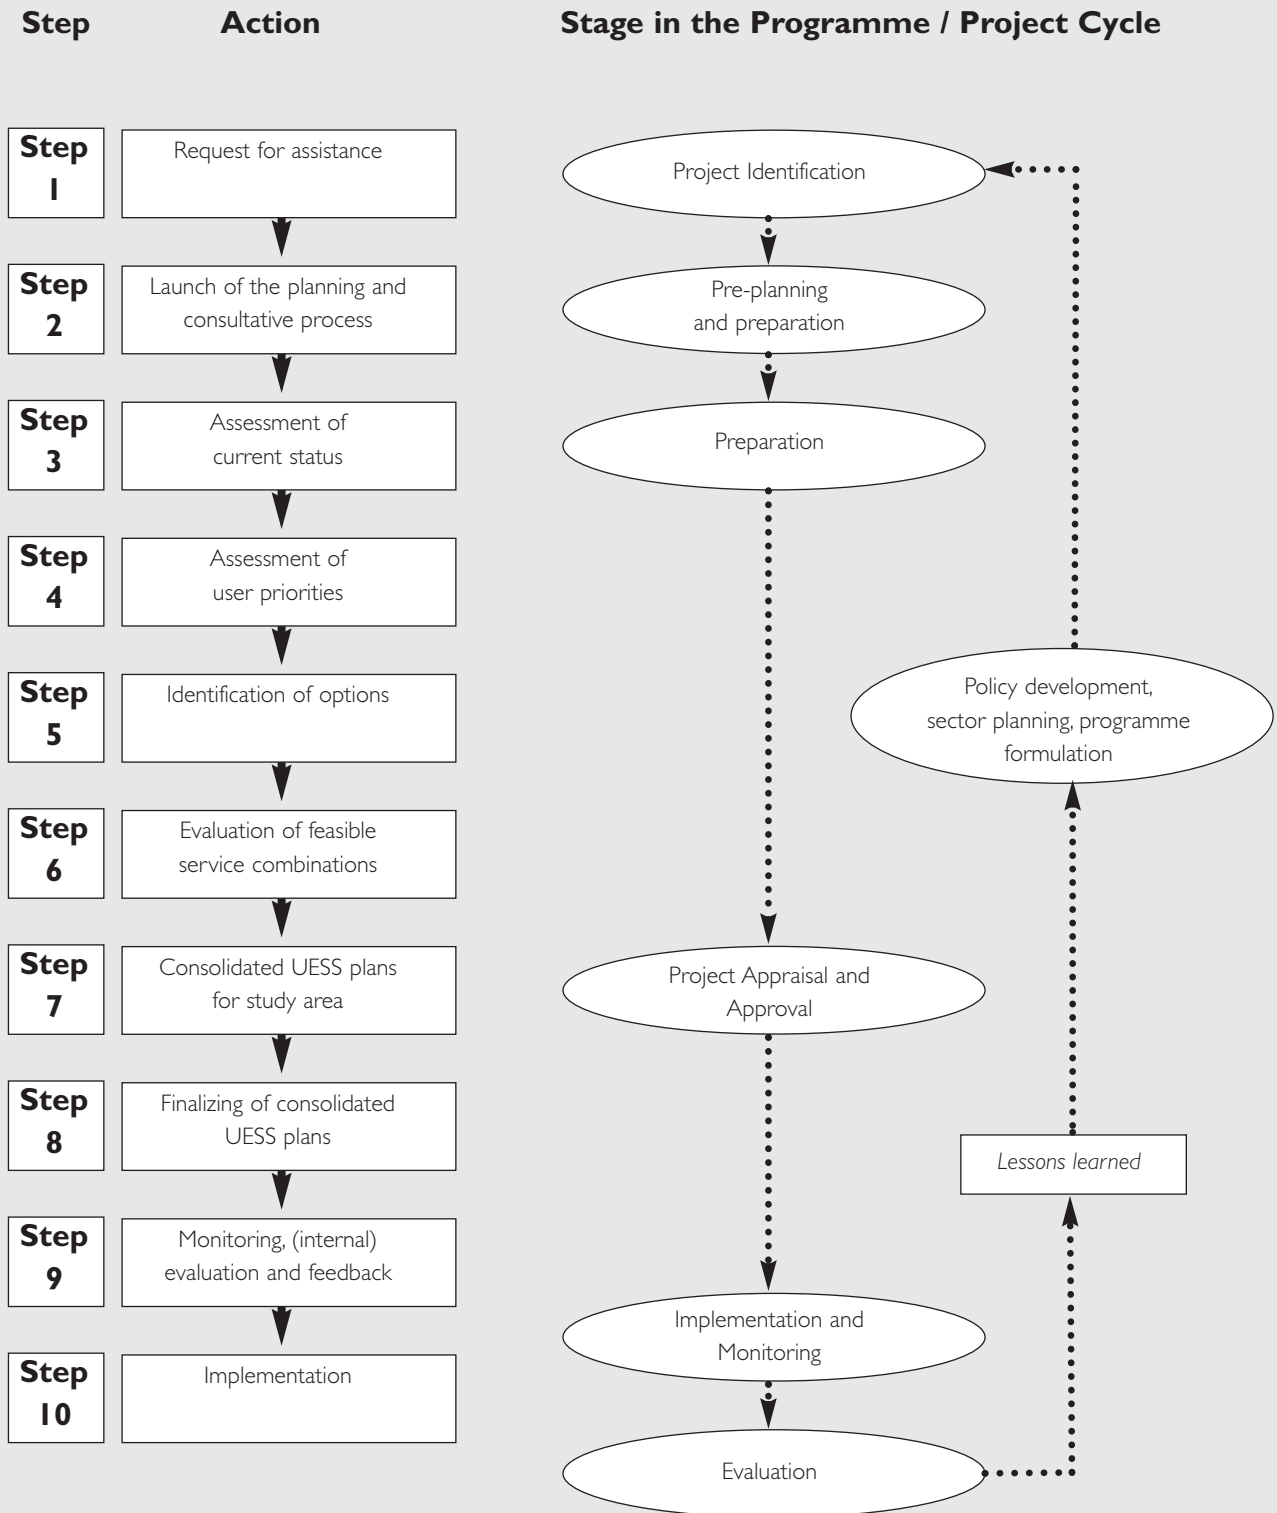 Step
Action
Stage in the Programme / Project Cycle
Step
1
Request for assistance
Project Identification
Step
2
Launch of the planning and
consultative process
Pre-planning
and preparation
Step
3
Assessment of
current status
Preparation
Step
4
Assessment of
user priorities
Step
5
Identification of options
Policy development,
sector planning, programme
formulation
Step
6
Evaluation of feasible
service combinations
Step
7
Consolidated UESS plans
for study area
Project Appraisal and
Approval
Step
8
Finalizing of consolidated
UESS plans
Lessons learned
Step
9
Monitoring, (internal)
evaluation and feedback
Implementation and
Monitoring
Step
10
Implementation
Evaluation